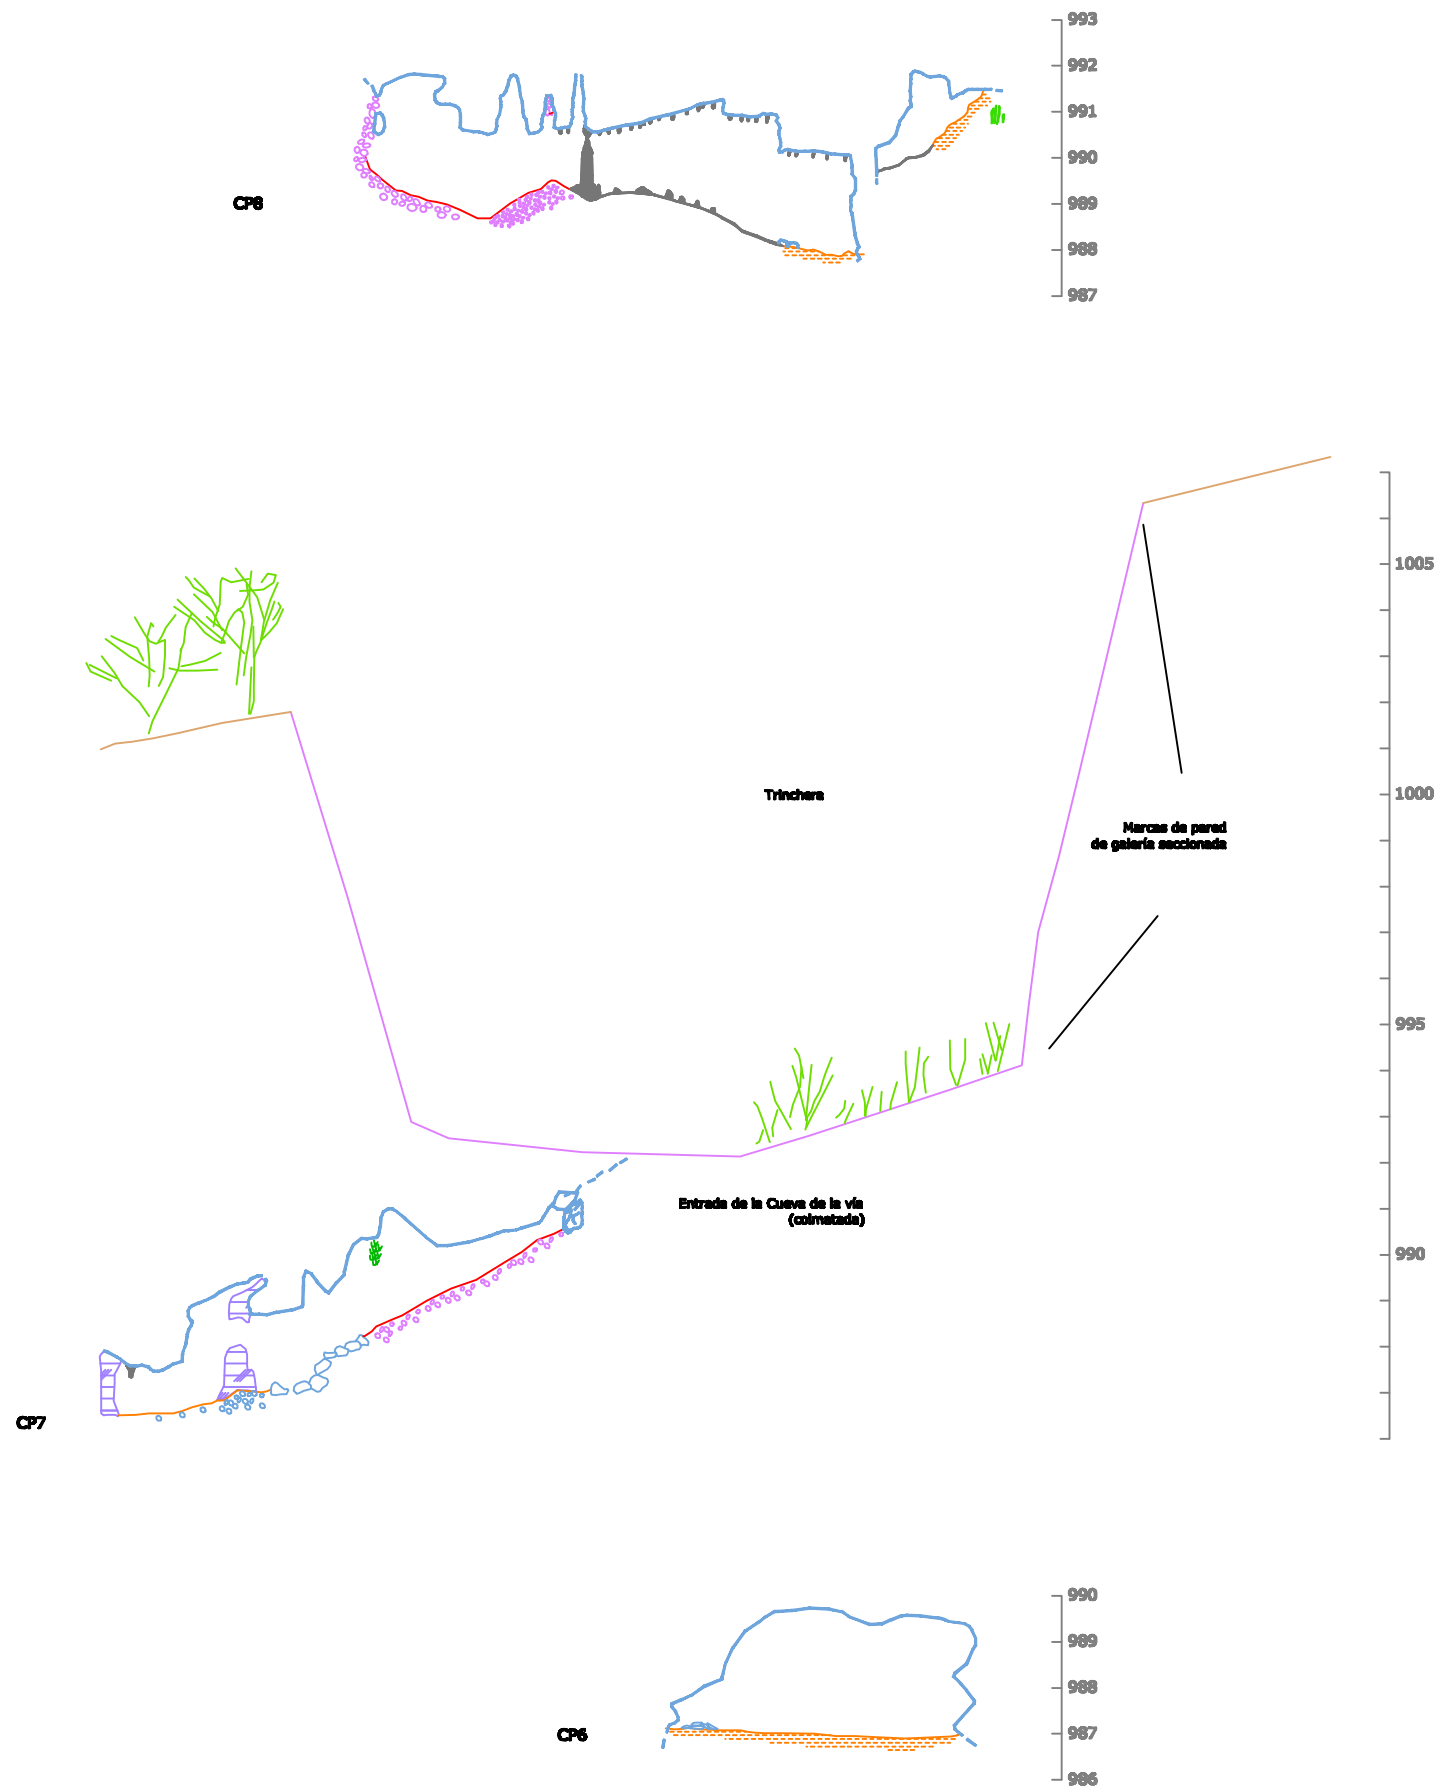 993
992
991
990
CP8
989
988
987
1005
Trinchera
1000
Marcas de pared
de galería seccionada
995
Entrada de la Cueva de la vía
(colmatada)
990
CP7
990
989
988
CP6
987
986